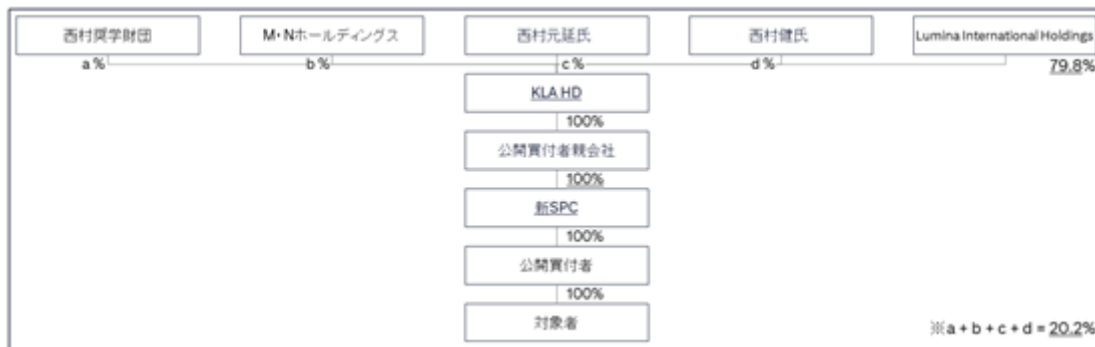 西村奨学財団 M・Nホールディングス 西村元延氏 西村健氏 Lumina International Holdings
a % b % c % d % 79.8%
KLA HD
100%
公開買付者親会社
100%
新SPC
100%
公開買付者
100%
対象者
※a + b + c + d = 20.2%